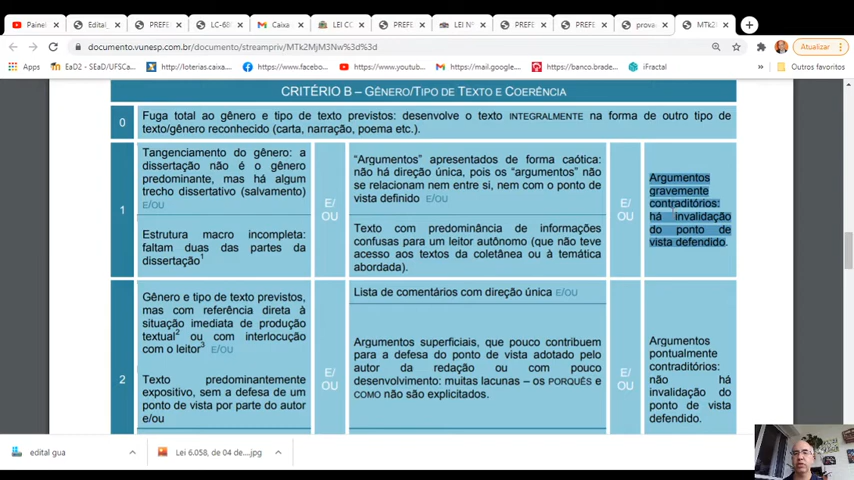 Painel
Edital_
PREFE
LC-680
Caixa
LEI CO
PREFE
LEI Nº
PREFE
PREFE
prova
MTk2
documento.vunesp.com.br/documento/streampriv/MTk2MjM3Nw%3d%3d
Atualizar
Apps
EaD2 - SEaD/UFSCa...
http://loterias.caixa...
https://www.facebo...
https://www.youtub...
https://mail.google....
https://banco.brade...
iFractal
Outros favoritos
CRITÉRIO B – GÊNERO/TIPO DE TEXTO E COERÊNCIA
0
Fuga total ao gênero e tipo de texto previstos: desenvolve o texto INTEGRALMENTE na forma de outro tipo de
texto/gênero reconhecido (carta, narração, poema etc.).
1
Tangenciamento do gênero: a
dissertação não é o gênero
predominante, mas há algum
trecho dissertativo (salvamento)
E/OU
Estrutura macro incompleta:
faltam duas das partes da
dissertação1
E/
OU
“Argumentos” apresentados de forma caótica:
não há direção única, pois os “argumentos” não
se relacionam nem entre si, nem com o ponto de
vista definido E/OU
Texto com predominância de informações
confusas para um leitor autônomo (que não teve
acesso aos textos da coletânea ou à temática
abordada).
E/
OU
Argumentos
gravemente
contraditórios:
há invalidação
do ponto de
vista defendido.
2
Gênero e tipo de texto previstos,
mas com referência direta à
situação imediata de produção
textual2 ou com interlocução
com o leitor3 E/OU
Texto predominantemente
expositivo, sem a defesa de um
ponto de vista por parte do autor
e/ou
E/
OU
Lista de comentários com direção única E/OU
Argumentos superficiais, que pouco contribuem
para a defesa do ponto de vista adotado pelo
autor da redação ou com pouco
desenvolvimento: muitas lacunas – os PORQUÊS e
COMO não são explicitados.
E/
OU
Argumentos
pontualmente
contraditórios:
não há
invalidação do
ponto de vista
defendido.
edital gua
Lei 6.058, de 04 de....jpg